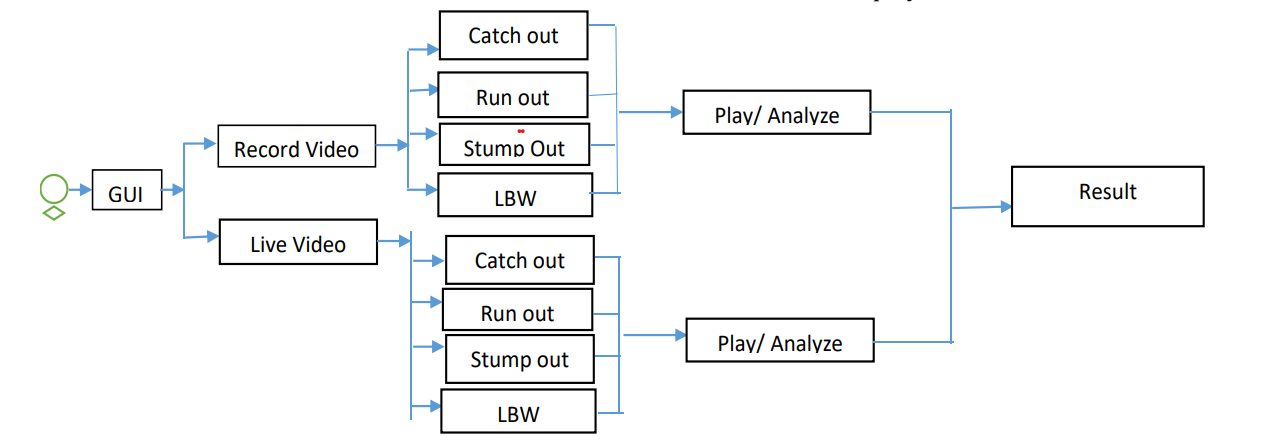 Catch out
Run out
Play/ Analyze
Record Video
Stump Out
GUI
LBW
Result
Live Video
Catch out
Run out
Play/ Analyze
Stump out
LBW